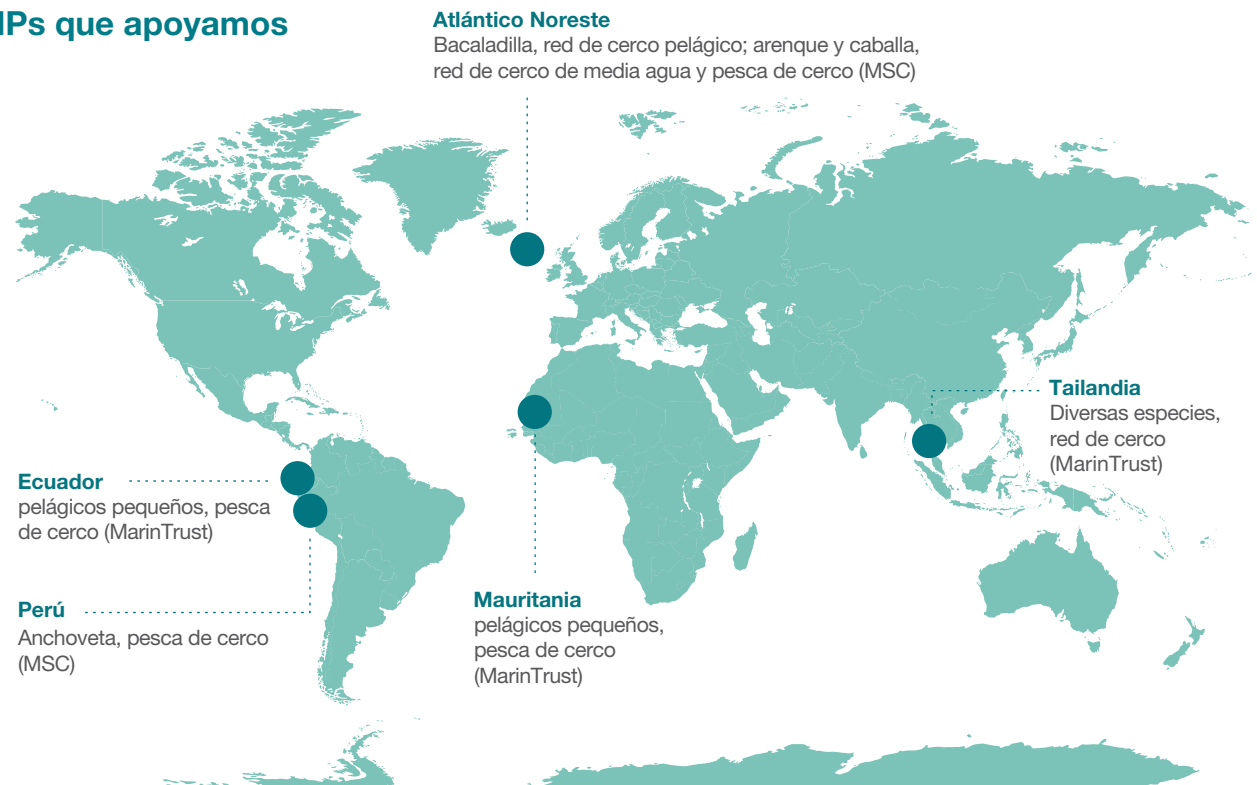 IPs que apoyamos
Atlántico Noreste
Bacaladilla, red de cerco pelágico; arenque y caballa,
red de cerco de media agua y pesca de cerco (MSC)
Tailandia
Diversas especies,
red de cerco
(MarinTrust)
Ecuador
pelágicos pequeños, pesca
de cerco (MarinTrust)
Perú
Anchoveta, pesca de cerco
(MSC)
Mauritania
pelágicos pequeños,
pesca de cerco
(MarinTrust)